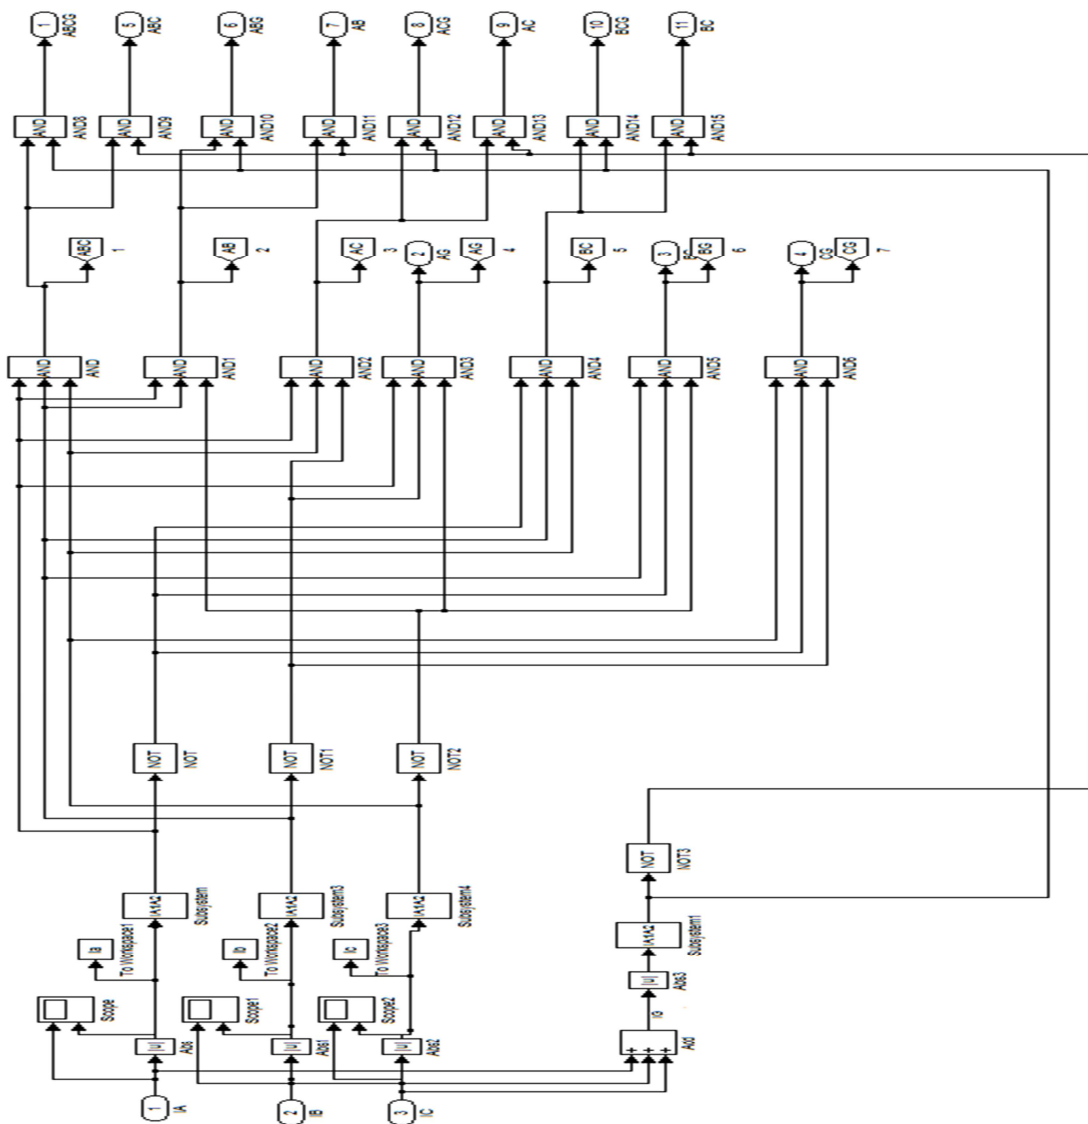 1
ABCG
5
ABC
6
ABG
7
AB
8
ACG
9
AC
10
BCG
11
BC
AND
AND8
AND
AND9
AND
AND10
AND
AND11
AND
AND12
AND
AND13
AND
AND14
AND
AND15
ABC
1
AB
2
AC
3
2
AG
AG
4
BC
5
3
BG
6
4
CG
CG
7
AND
AND
AND
AND1
AND
AND2
AND
AND3
AND
AND4
AND
AND5
AND
AND6
NOT
NOT
NOT
NOT1
NOT
NOT2
NOT
NOT3
IA1A2
Subsystem
IA1A2
Subsystem3
IA1A2
Subsystem4
IA1A2
Subsystem1
Ia
To Workspace1
Ib
To Workspace2
Ic
To Workspace3
|u|
Abs3
Scope
Scope1
Scope2
IG
|u|
Abs
|u|
Abs1
|u|
Abs2
+
+
+
Add
1
IA
2
IB
3
IC